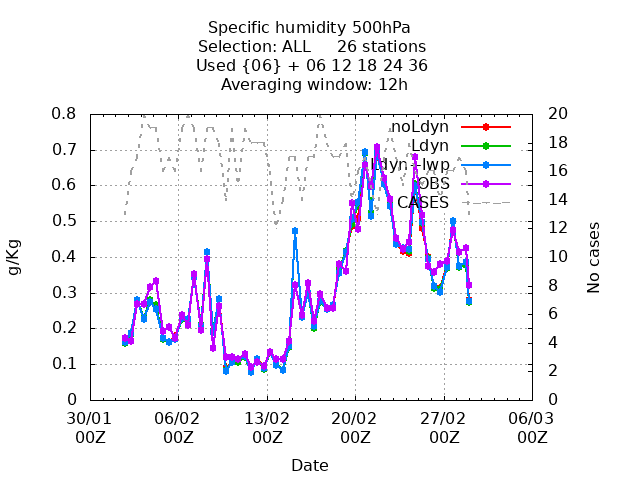 Specific humidity 500hPa
Selection: ALL 26 stations
Used {06} + 06 12 18 24 36
Averaging window: 12h
0.8 20
noLdyn
0.7 18
Ldyn
Ldyn+lwp
0.6 16
OBS
CASES
0.5 14
12
0.4 10
0.3 8
0.2 6
4
0.1 2
0 0
g/Kg
No cases
30/01 06/02 13/02 20/02 27/02 06/03
00Z 00Z 00Z 00Z 00Z 00Z
Date